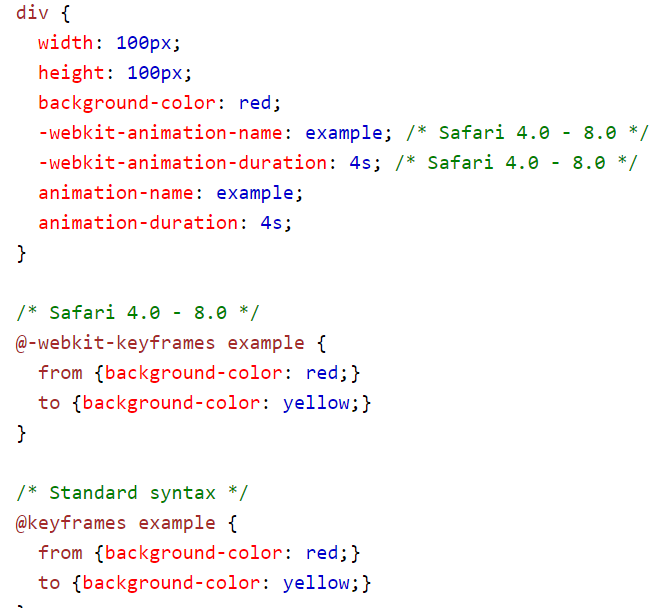 div {
  width: 100px;
  height: 100px;
  background-color: red;
  -webkit-animation-name: example; /* Safari 4.0 - 8.0 */
  -webkit-animation-duration: 4s; /* Safari 4.0 - 8.0 */
  animation-name: example;
  animation-duration: 4s;
}

/* Safari 4.0 - 8.0 */
@-webkit-keyframes example {
  from {background-color: red;}
  to {background-color: yellow;}
}

/* Standard syntax */
@keyframes example {
  from {background-color: red;}
  to {background-color: yellow;}